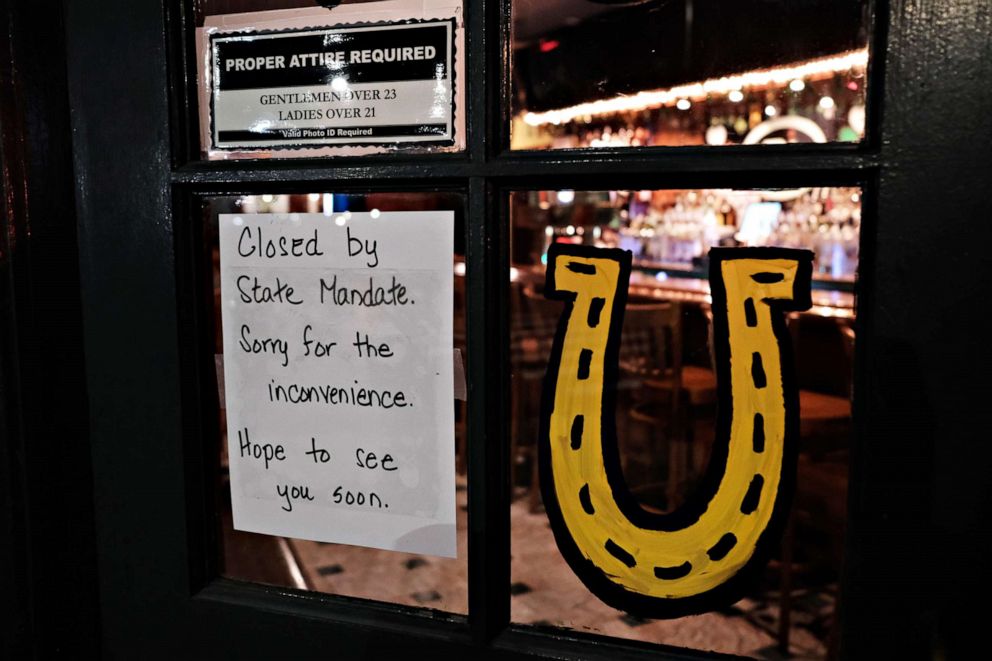 PROPER ATTIRE REQUIRED
GENTLEMEN OVER 23
LADIES OVER 21
Valid Photo ID Required
Closed by
State Mandate.
Sorry for the
inconvenience.
Hope to see
you soon.